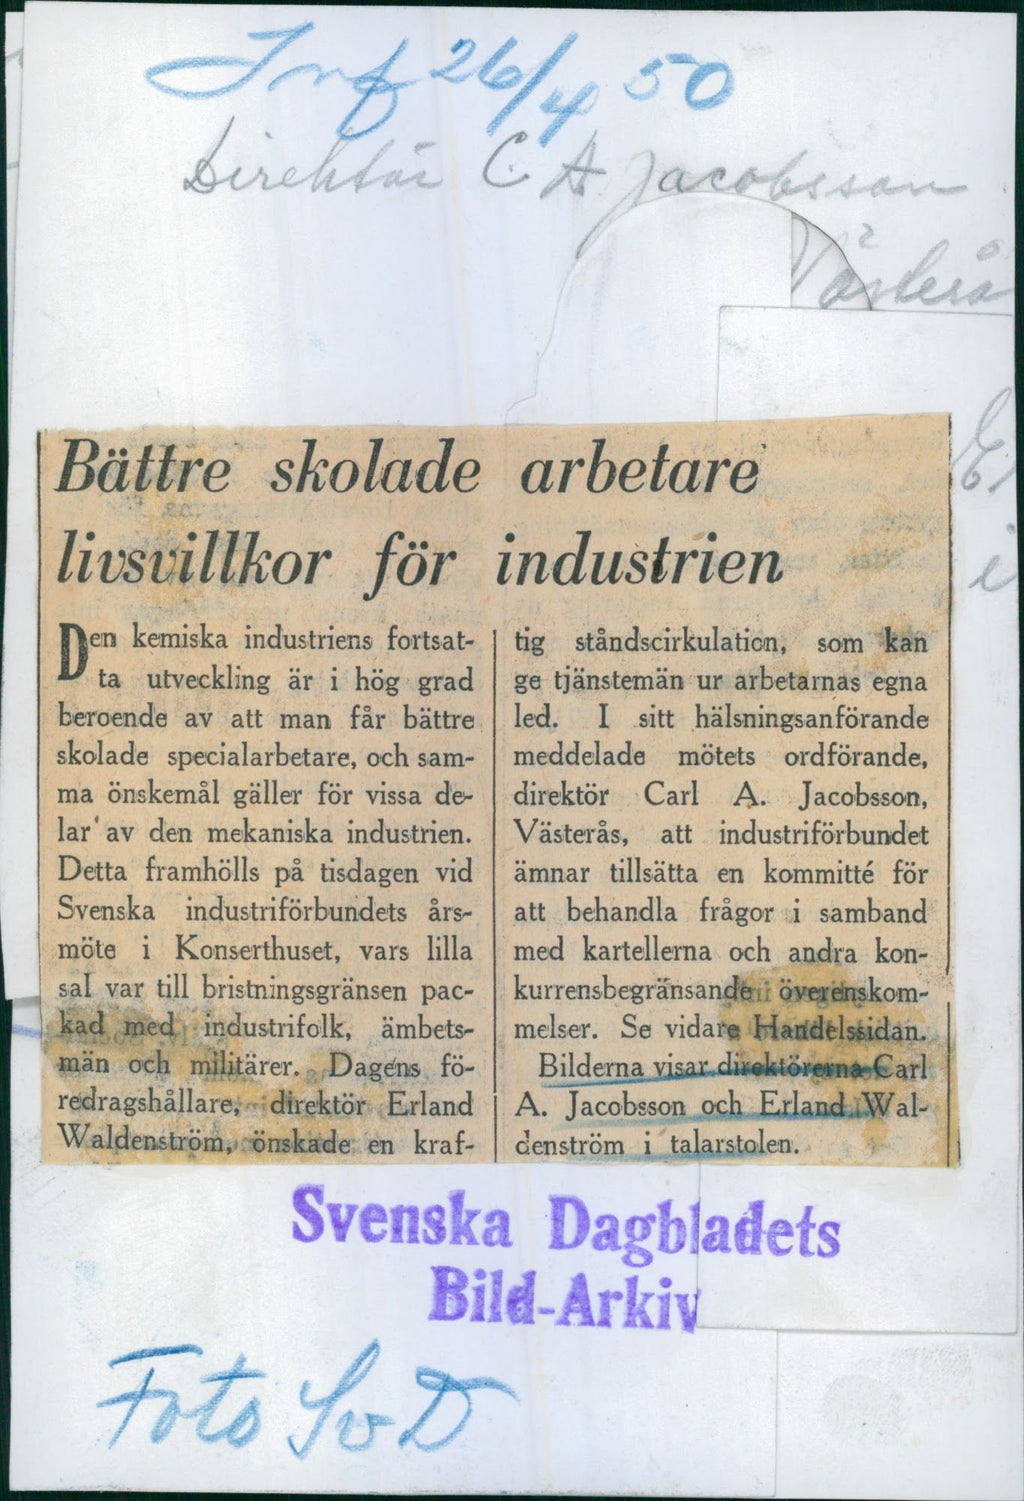 Inf 26/4 50
Direktör C A Jacobsson
Västerå
Bättre skolade arbetare
livsvillkor för industrien
Den kemiska industriens fortsat-
ta utveckling är i hög grad
beroende av att man får bättre
skolade specialarbetare, och sam-
ma önskemål gäller för vissa de-
lar av den mekaniska industrien.
Detta framhölls på tisdagen vid
Svenska industriförbundets års-
möte i Konserthuset, vars lilla
sal var till bristningsgränsen pac-
kad med industrifolk, ämbets-
män och militärer. Dagens fö-
redragshållare, direktör Erland
Waldenström, önskade en kraf-
tig ståndscirkulation, som kan
ge tjänstemän ur arbetarnas egna
led. I sitt hälsningsanförande
meddelade mötets ordförande,
direktör Carl A. Jacobsson,
Västerås, att industriförbundet
ämnar tillsätta en kommitté för
att behandla frågor i samband
med kartellerna och andra kon-
kurrensbegränsande överenskom-
melser. Se vidare Handelssidan.
Bilderna visar direktörerna Carl
A. Jacobsson och Erland Wal-
denström i talarstolen.
Svenska Dagbladets
Bild-Arkiv
Foto SvD